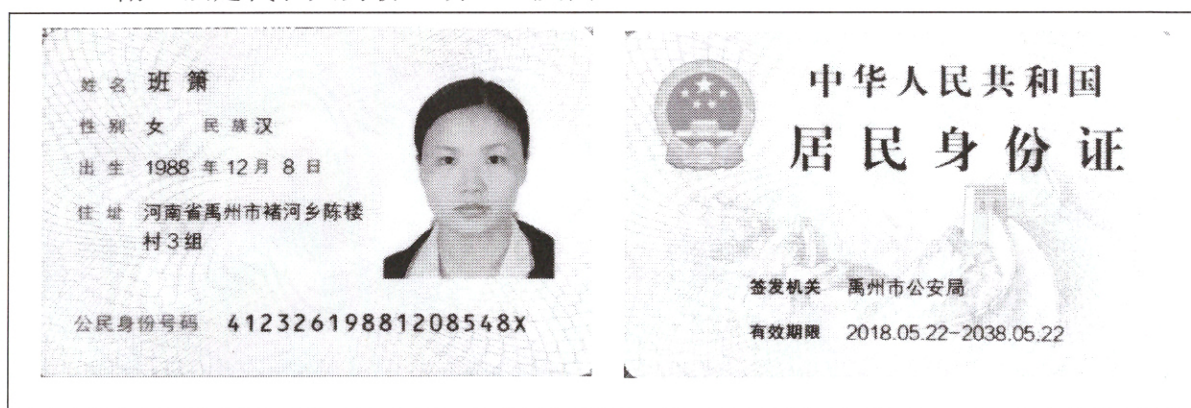 姓名 班箫
性别 女 民族 汉
出生 1988 年 12 月 8 日
住址 河南省禹州市褚河乡陈楼
村3组
公民身份号码 41232619881208548X
中华人民共和国
居民身份证
签发机关 禹州市公安局
有效期限 2018.05.22-2038.05.22